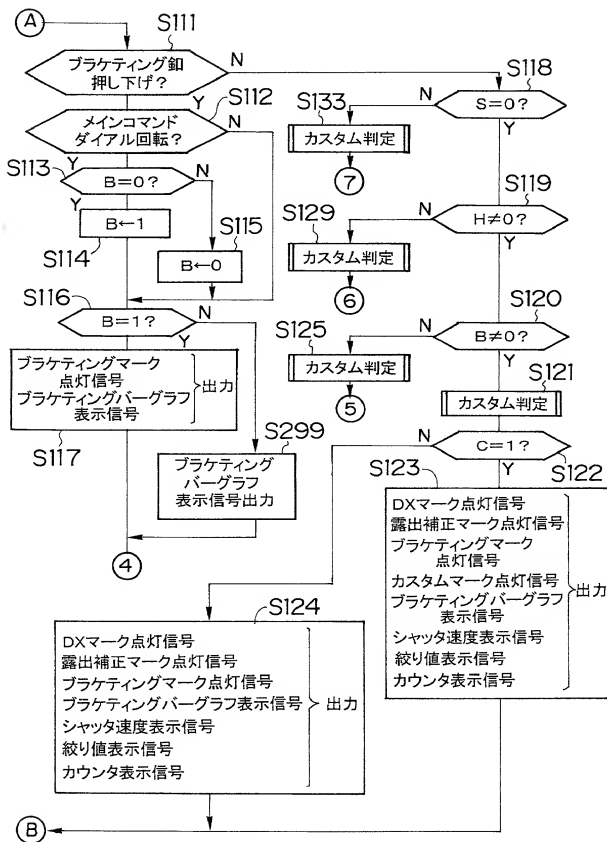 A
S111
ブラケティング釦
押し下げ?
N
Y
S112
メインコマンド
ダイアル回転?
N
Y
S113
B=0?
N
Y
B←1
S114
S115
B←0
S116
B=1?
N
Y
ブラケティングマーク
点灯信号
ブラケティングバーグラフ
表示信号
出力
S117
S299
ブラケティング
バーグラフ
表示信号出力
4
S118
S=0?
N
Y
S133
カスタム判定
7
S119
H≠0?
N
Y
S129
カスタム判定
6
S120
B≠0?
N
Y
S125
カスタム判定
5
S121
カスタム判定
C=1?
N
Y
S122
S123
DXマーク点灯信号
露出補正マーク点灯信号
ブラケティングマーク
点灯信号
カスタムマーク点灯信号
ブラケティングバーグラフ
表示信号
シャッタ速度表示信号
絞り値表示信号
カウンタ表示信号
出力
S124
DXマーク点灯信号
露出補正マーク点灯信号
ブラケティングマーク点灯信号
ブラケティングバーグラフ表示信号
シャッタ速度表示信号
絞り値表示信号
カウンタ表示信号
出力
B